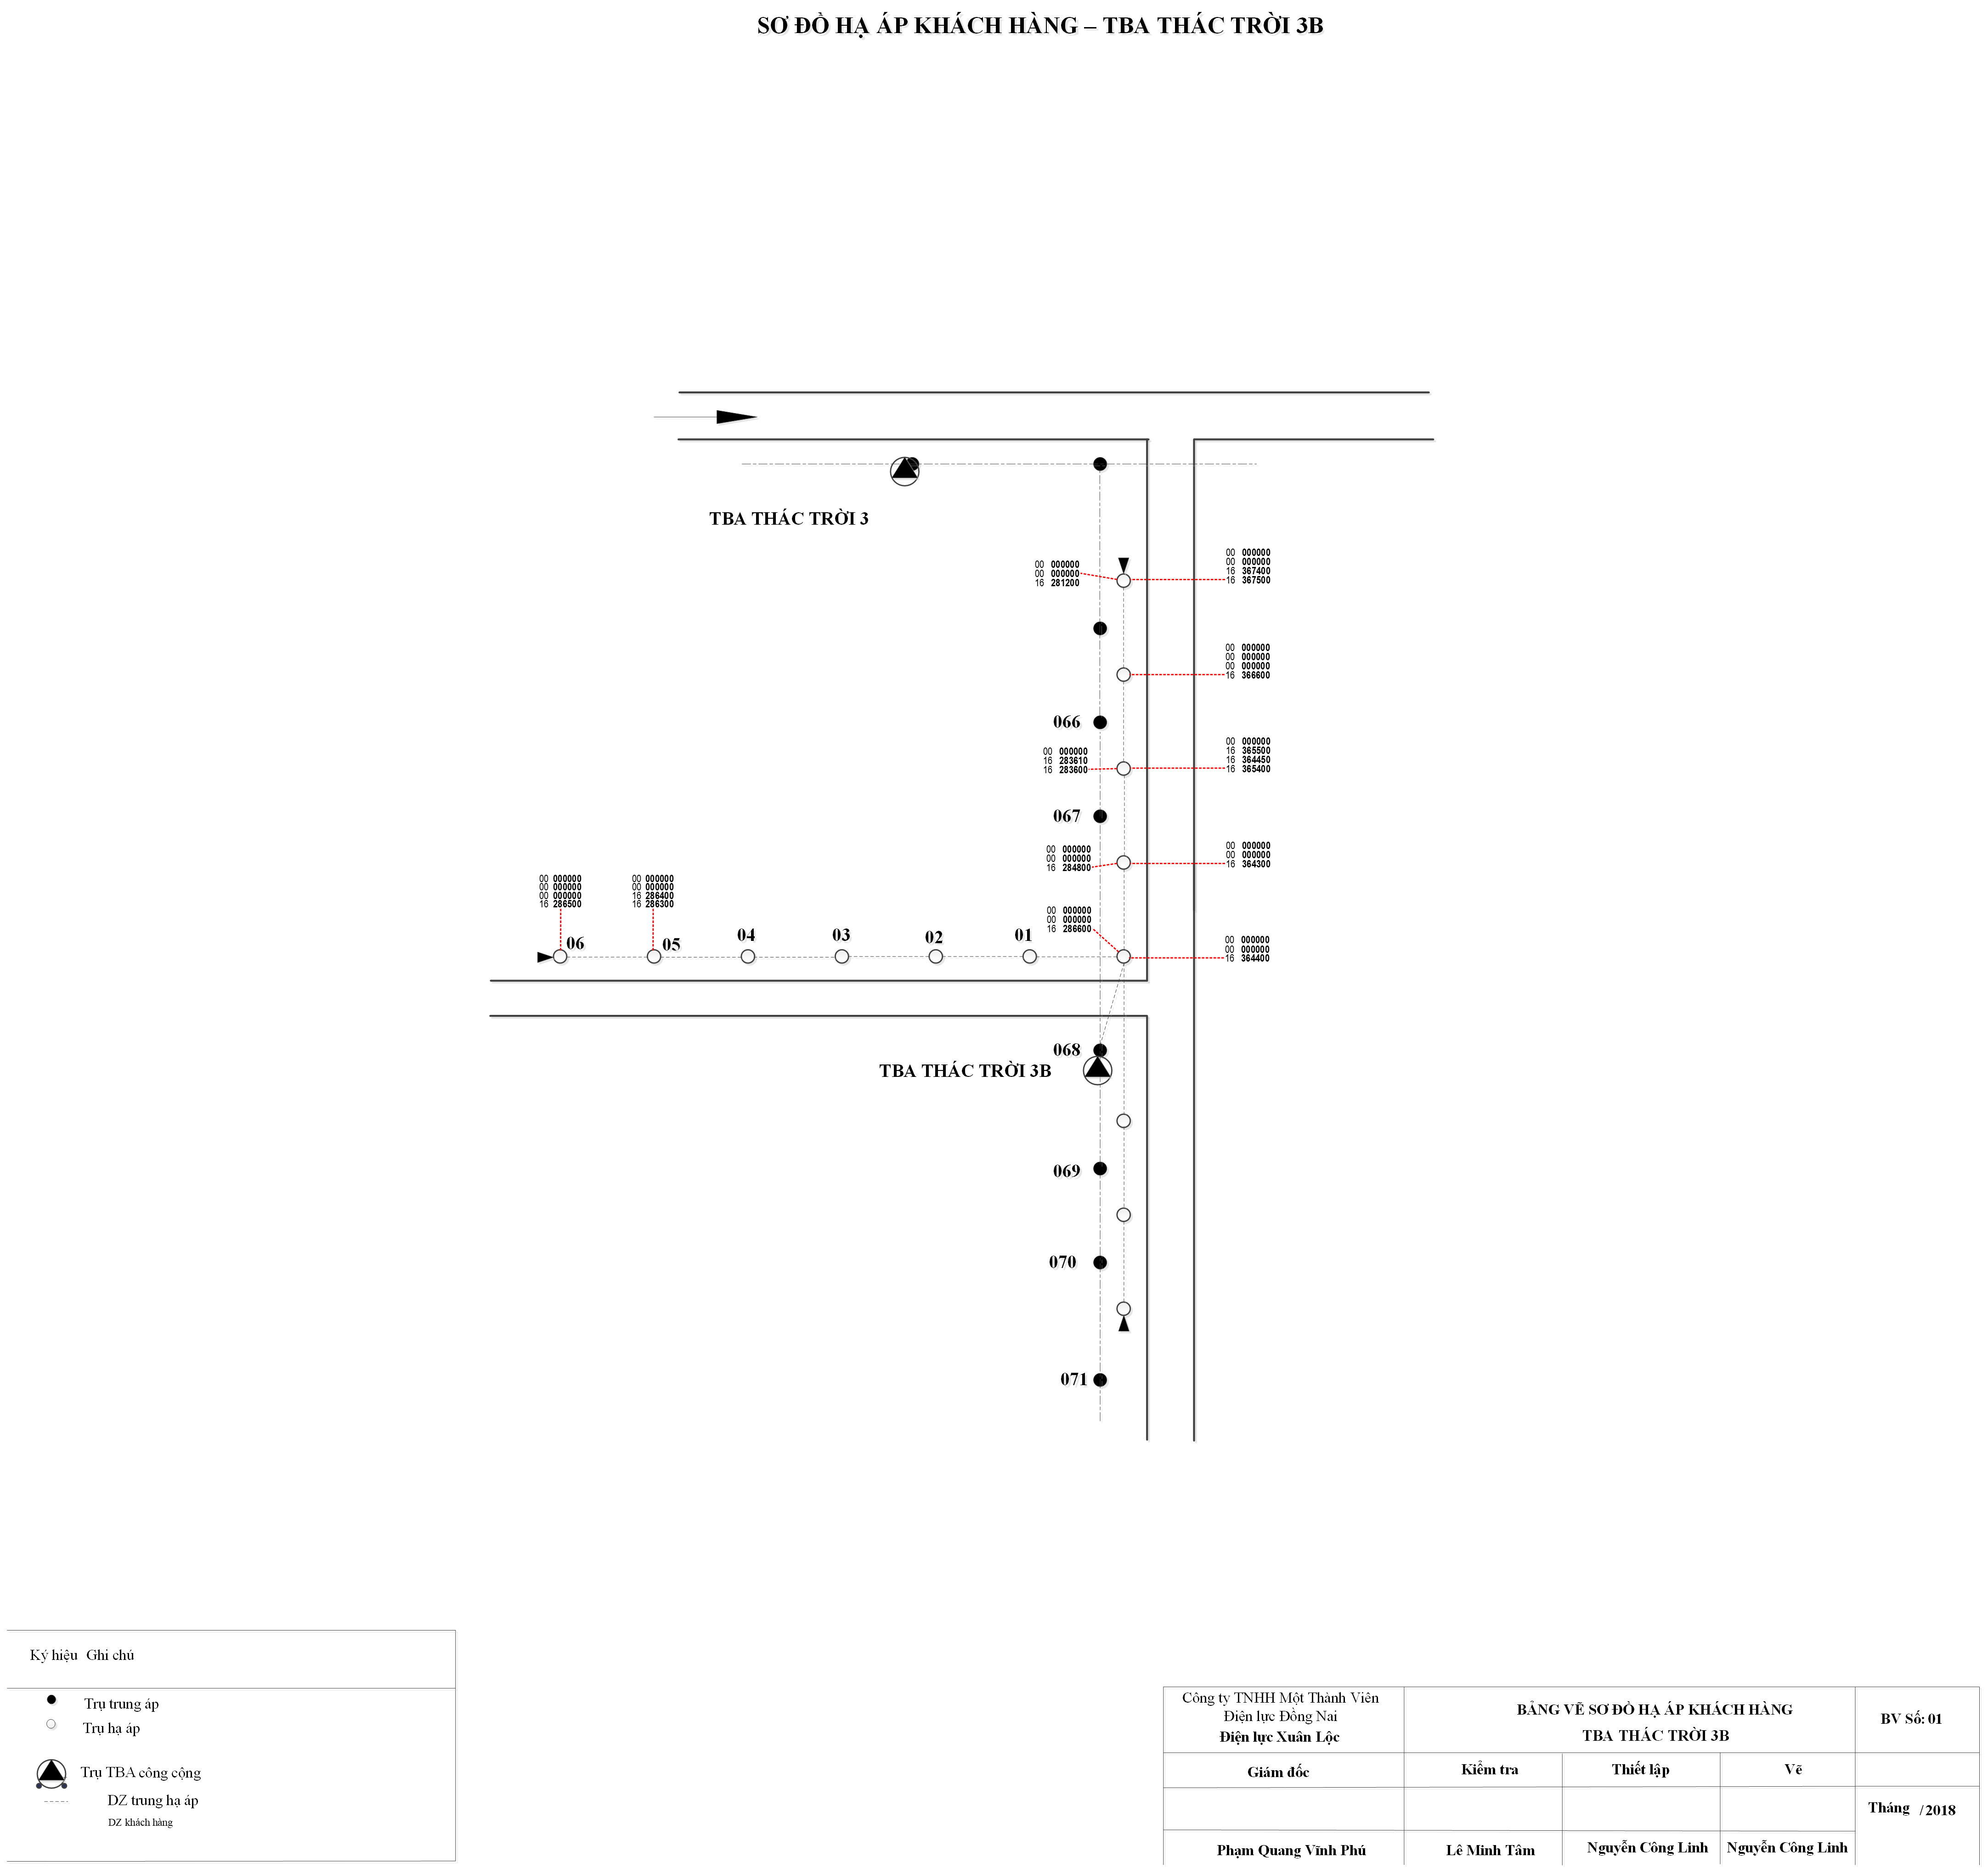 SƠ ĐỒ HẠ ÁP KHÁCH HÀNG – TBA THÁC TRỜI 3B
TBA THÁC TRỜI 3
00 000000
00 000000
16 281200
00 000000
00 000000
16 367400
16 367500
00 000000
00 000000
00 000000
16 366600
066
00 000000
16 283610
16 283600
00 000000
16 365500
16 364450
16 365400
067
00 000000
00 000000
16 284800
00 000000
00 000000
16 364300
00 000000
00 000000
00 000000
16 286500
00 000000
00 000000
16 286400
16 286300
00 000000
00 000000
16 286600
06
05
04
03
02
01
00 000000
00 000000
16 364400
068
TBA THÁC TRỜI 3B
069
070
071
Ký hiệu Ghi chủ
Trụ trung áp
Trụ hạ áp
Trụ TBA công cộng
DZ trung hạ áp
DZ khách hàng
Công ty TNHH Một Thành Viên
Điện lực Đồng Nai
Điện lực Xuân Lộc
BẢNG VẼ SƠ ĐỒ HẠ ÁP KHÁCH HÀNG
TBA THÁC TRỜI 3B
BV Số: 01
Giám đốc
Kiểm tra
Thiết lập
Vẽ
Tháng /2018
Phạm Quang Vĩnh Phú
Lê Minh Tâm
Nguyễn Công Linh
Nguyễn Công Linh